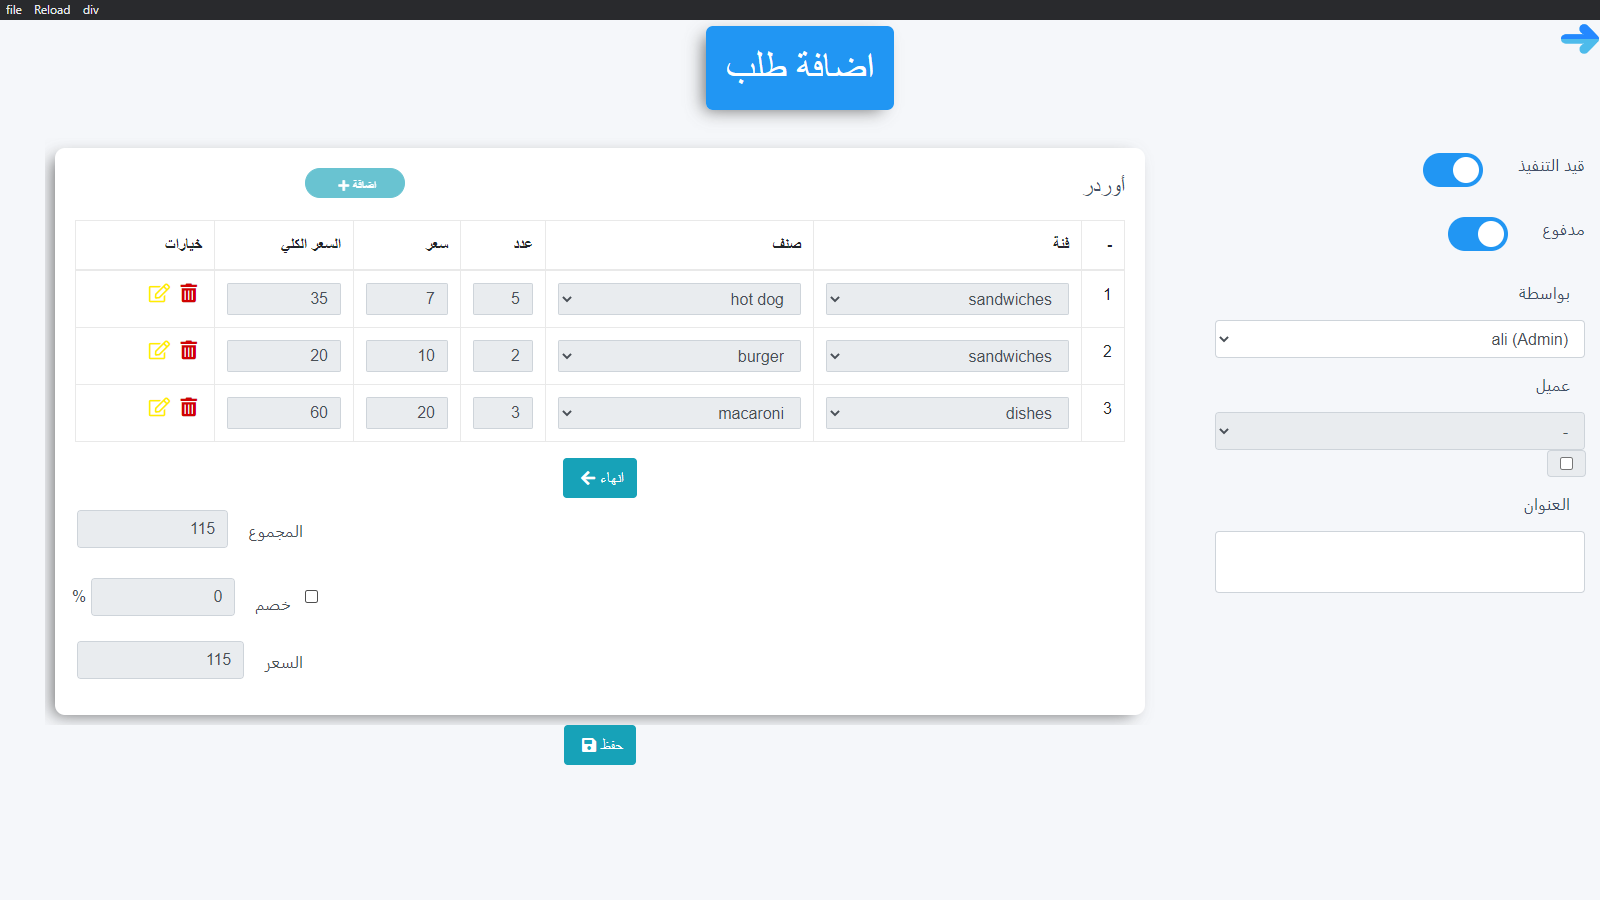 file Reload div
اضافة طلب
قيد التنفيذ
مدفوع
بواسطة
ali (Admin)
عميل
-
العنوان
أوردر
اضافة +
- فئة صنف عدد سعر السعر الكلي خيارات
1 sandwiches hot dog 5 7 35
2 sandwiches burger 2 10 20
3 dishes macaroni 3 20 60
انهاء
المجموع 115
خصم 0 %
السعر 115
حفظ